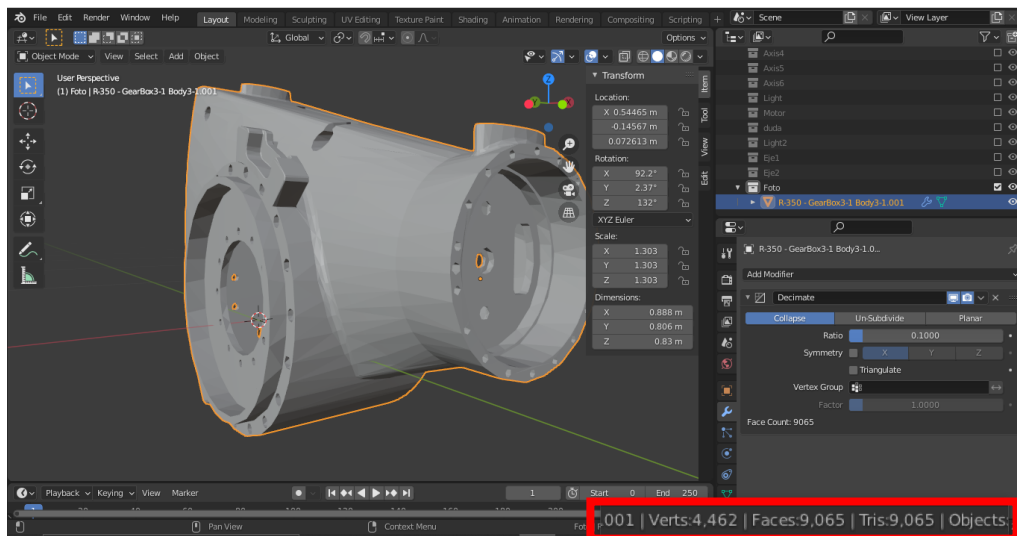 File Edit Render Window Help Layout Modeling Sculpting UV Editing Texture Paint Shading Animation Rendering Compositing Scripting + Scene View Layer
Global Options
Object Mode View Select Add Object
User Perspective
(1) Foto | R-350 - GearBox3-1 Body3-1.001
Z
Y
X
Transform
Location:
X 0.54465 m
-0.14567 m
0.072613 m
Rotation:
X 92.2°
Y 2.37°
Z 132°
XYZ Euler
Scale:
X 1.303
Y 1.303
Z 1.303
Dimensions:
X 0.888 m
Y 0.806 m
Z 0.83 m
Item
Tool
View
Edit
Axis4
Axis5
Axis6
Light
Motor
duda
Light2
Eje1
Eje2
Foto
R-350 - GearBox3-1 Body3-1.001
R-350 - GearBox3-1 Body3-1.0...
Add Modifier
Decimate
Collapse Un-Subdivide Planar
Ratio 0.1000
Symmetry X Y Z
Triangulate
Vertex Group
Factor 1.0000
Face Count: 9065
Playback Keying View Marker 1 Start 0 End 250
Pan View Context Menu
.001 | Verts:4,462 | Faces:9,065 | Tris:9,065 | Objects: